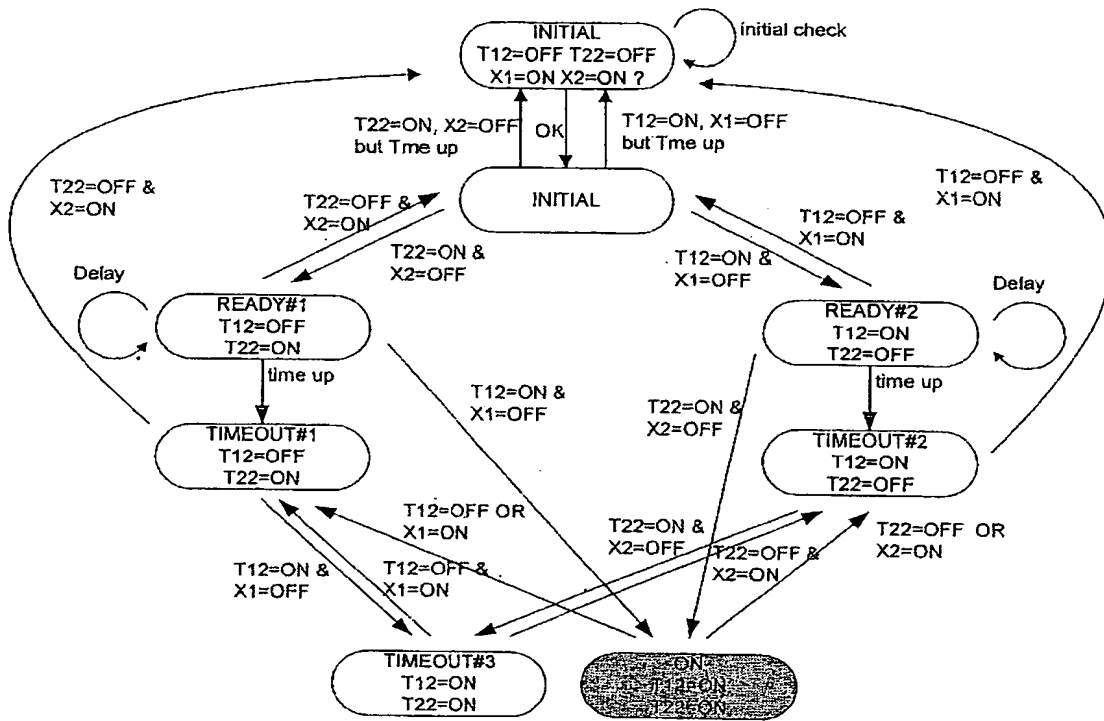 INITIAL
T12=OFF T22=OFF
X1=ON X2=ON ?
initial check
T22=ON, X2=OFF
but Tme up
OK
T12=ON, X1=OFF
but Tme up
INITIAL
T22=OFF &
X2=ON
T22=OFF &
X2=ON
T22=ON &
X2=OFF
T12=OFF &
X1=ON
T12=ON &
X1=OFF
T12=OFF &
X1=ON
Delay
READY#1
T12=OFF
T22=ON
time up
READY#2
T12=ON
T22=OFF
Delay
time up
T12=ON &
X1=OFF
T22=ON &
X2=OFF
TIMEOUT#1
T12=OFF
T22=ON
TIMEOUT#2
T12=ON
T22=OFF
T12=OFF OR
X1=ON
T22=ON &
X2=OFF
T22=OFF &
X2=ON
T22=OFF OR
X2=ON
T12=ON &
X1=OFF
T12=OFF &
X1=ON
TIMEOUT#3
T12=ON
T22=ON
ON
T12=ON
T22=ON